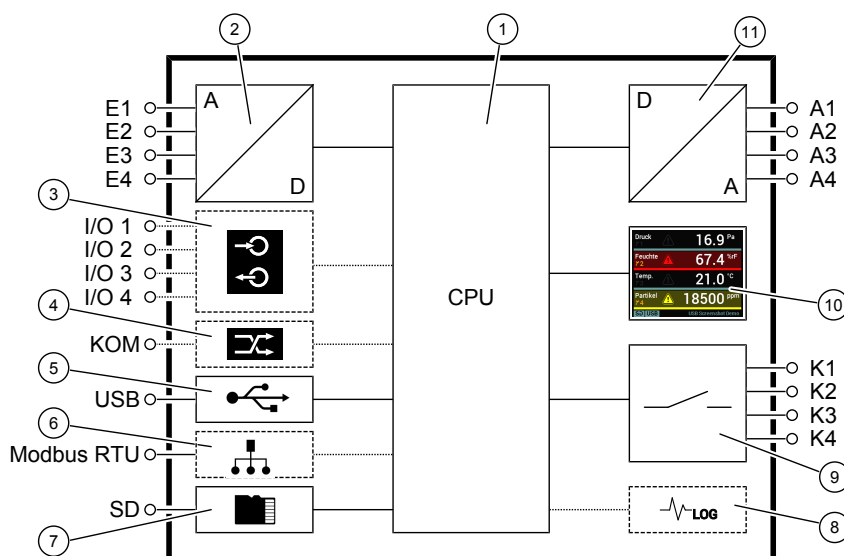 2
1
11
A
D
E1
E2
E3
E4
D
A
A1
A2
A3
A4
3
I/O 1
I/O 2
I/O 3
I/O 4
CPU
Druck 16.9 Pa
Feuchte 67.4 %rF
Temp. 21.0 °C
Partikel 18500 ppm
SD USB USB Screenshot Demo
10
4
KOM
5
USB
K1
K2
K3
K4
6
Modbus RTU
9
SD
7
LOG
8